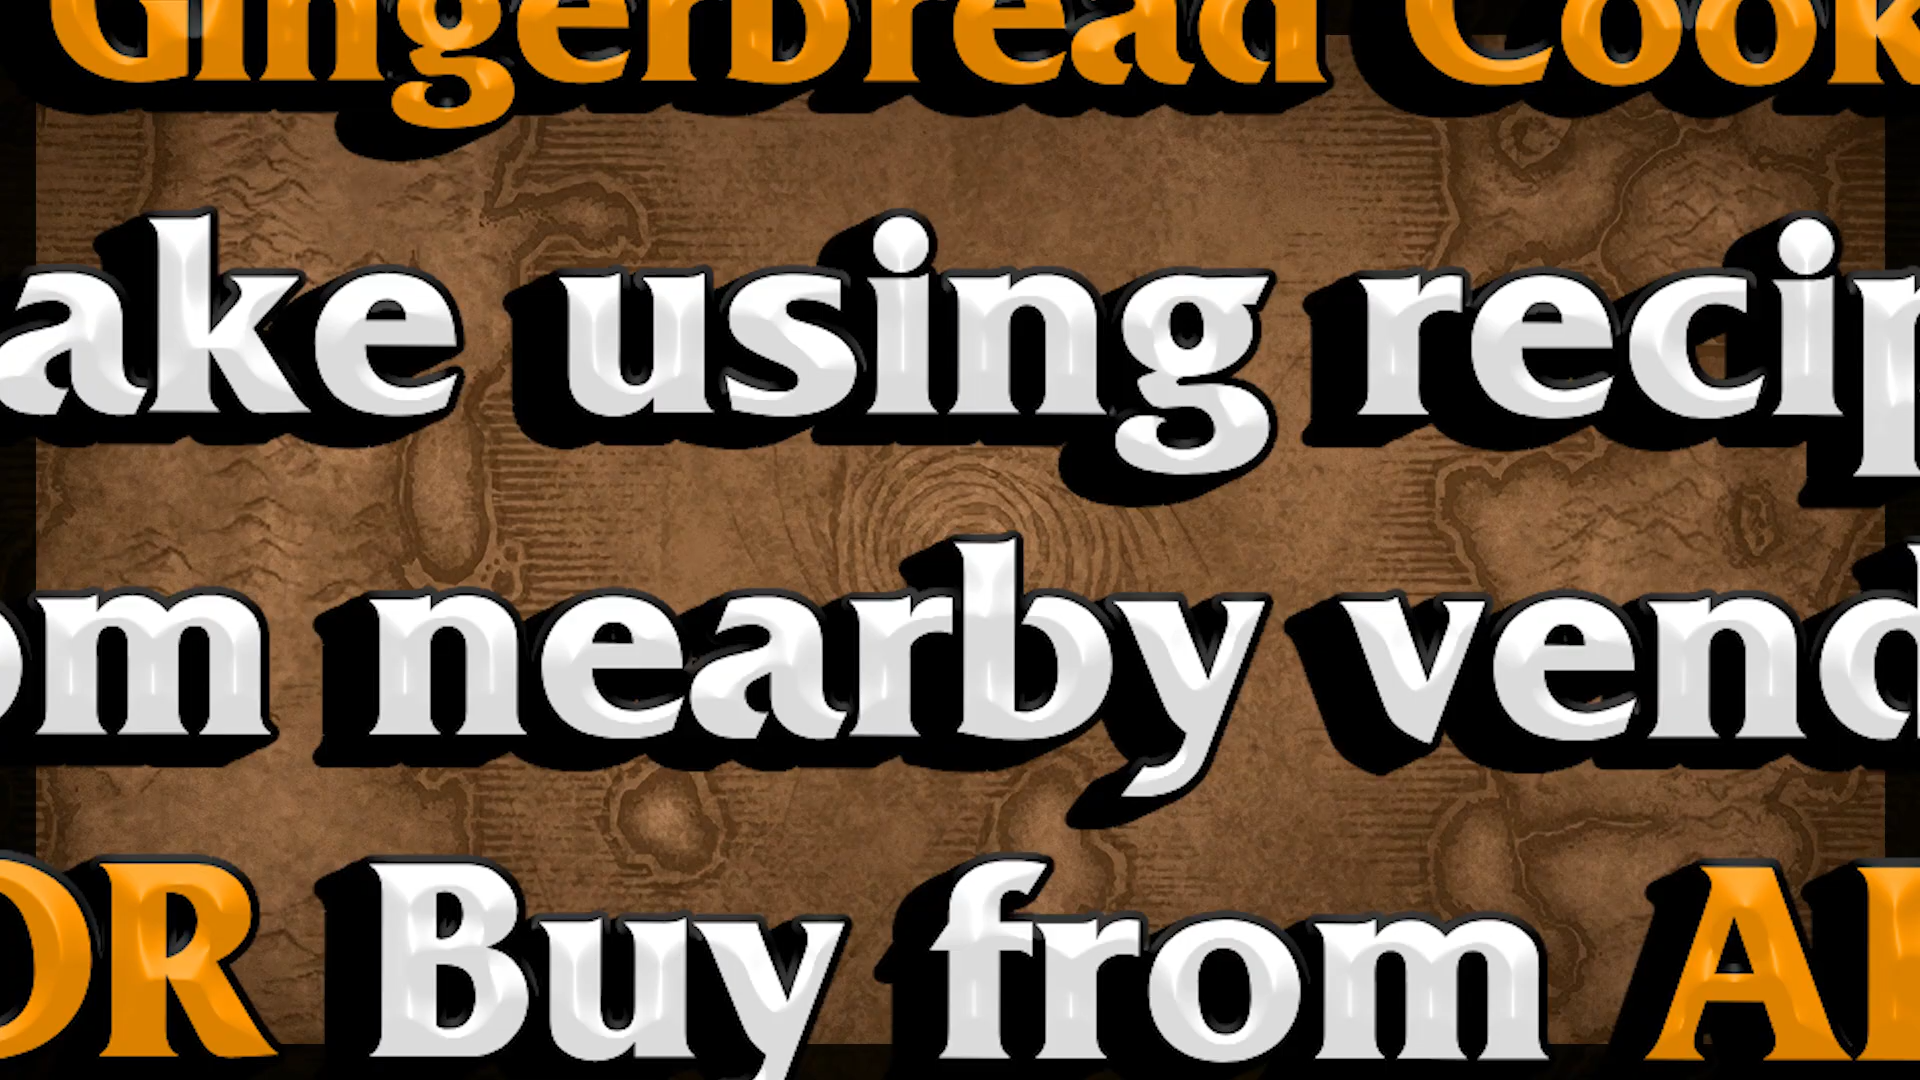 Gingerbread Cook
ake using recip
om nearby vend
OR Buy from A